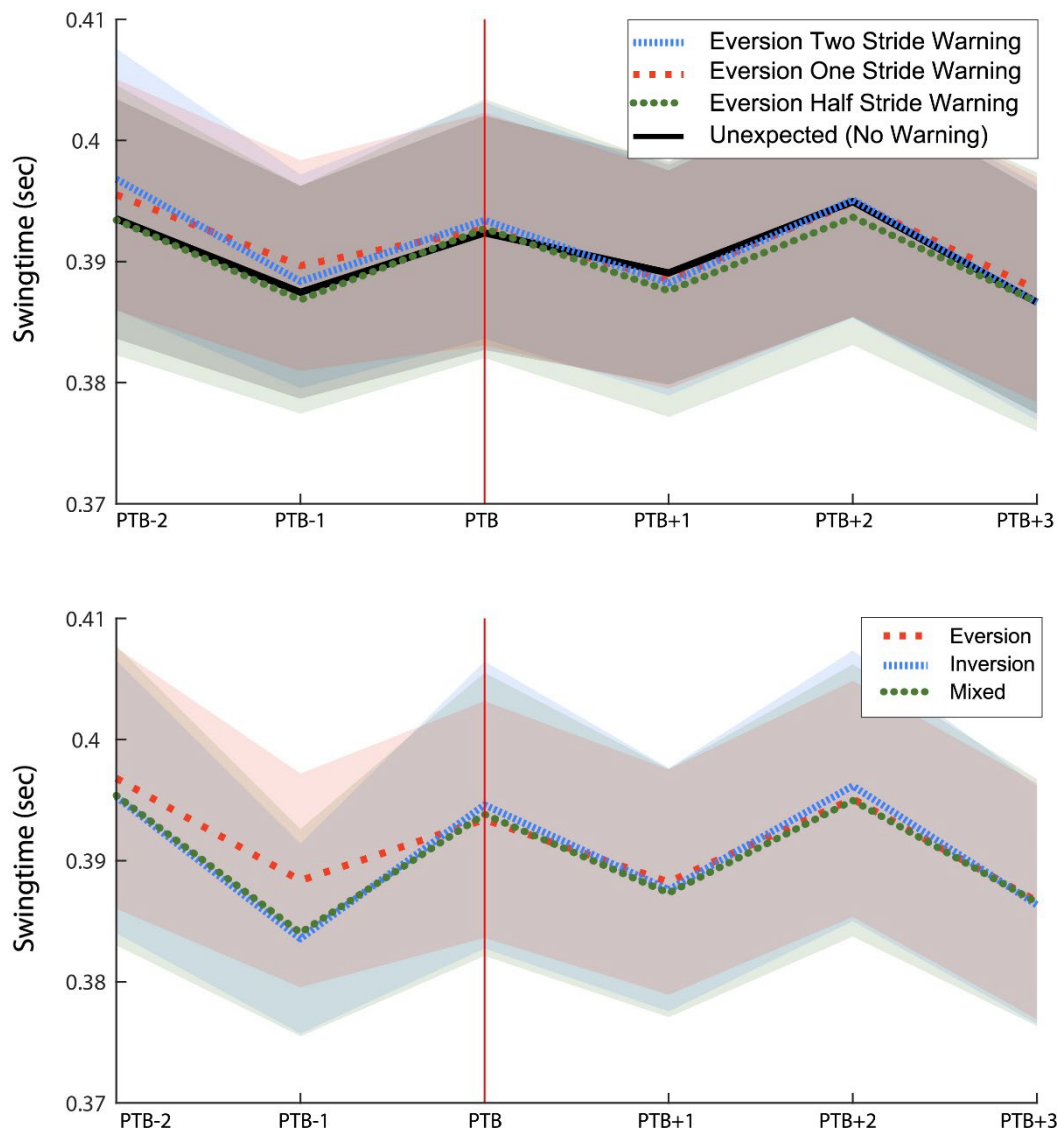 0.41
Eversion Two Stride Warning
Eversion One Stride Warning
Eversion Half Stride Warning
Unexpected (No Warning)
0.4
0.39
0.38
0.37
Swingtime (sec)
PTB-2 PTB-1 PTB PTB+1 PTB+2 PTB+3
0.41
Eversion
Inversion
Mixed
0.4
0.39
0.38
0.37
Swingtime (sec)
PTB-2 PTB-1 PTB PTB+1 PTB+2 PTB+3